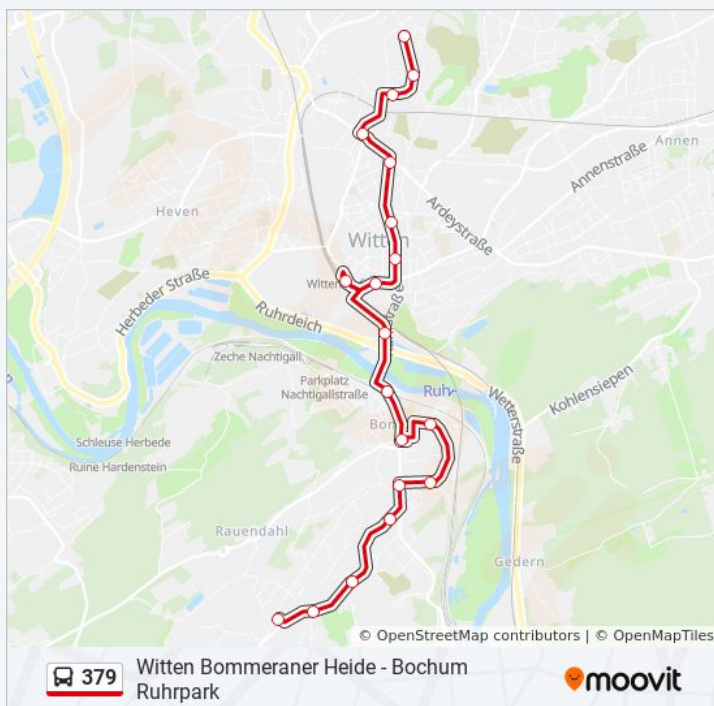 Annen
Annenstraße
Ardeystraße
Heven
Witten
Witten
Herbeder Straße
Ruhrdeich
Zeche Nachtigall
Ruh-
Wetterstraße
Kohlensiepen
Parkplatz
Nachtigallstraße
Bom
Schleuse Herbede
Ruine Hardenstein
Rauendahl
Gedern
© OpenStreetMap contributors | © OpenMapTiles
379
Witten Bommeraner Heide - Bochum
Ruhrpark
moovit